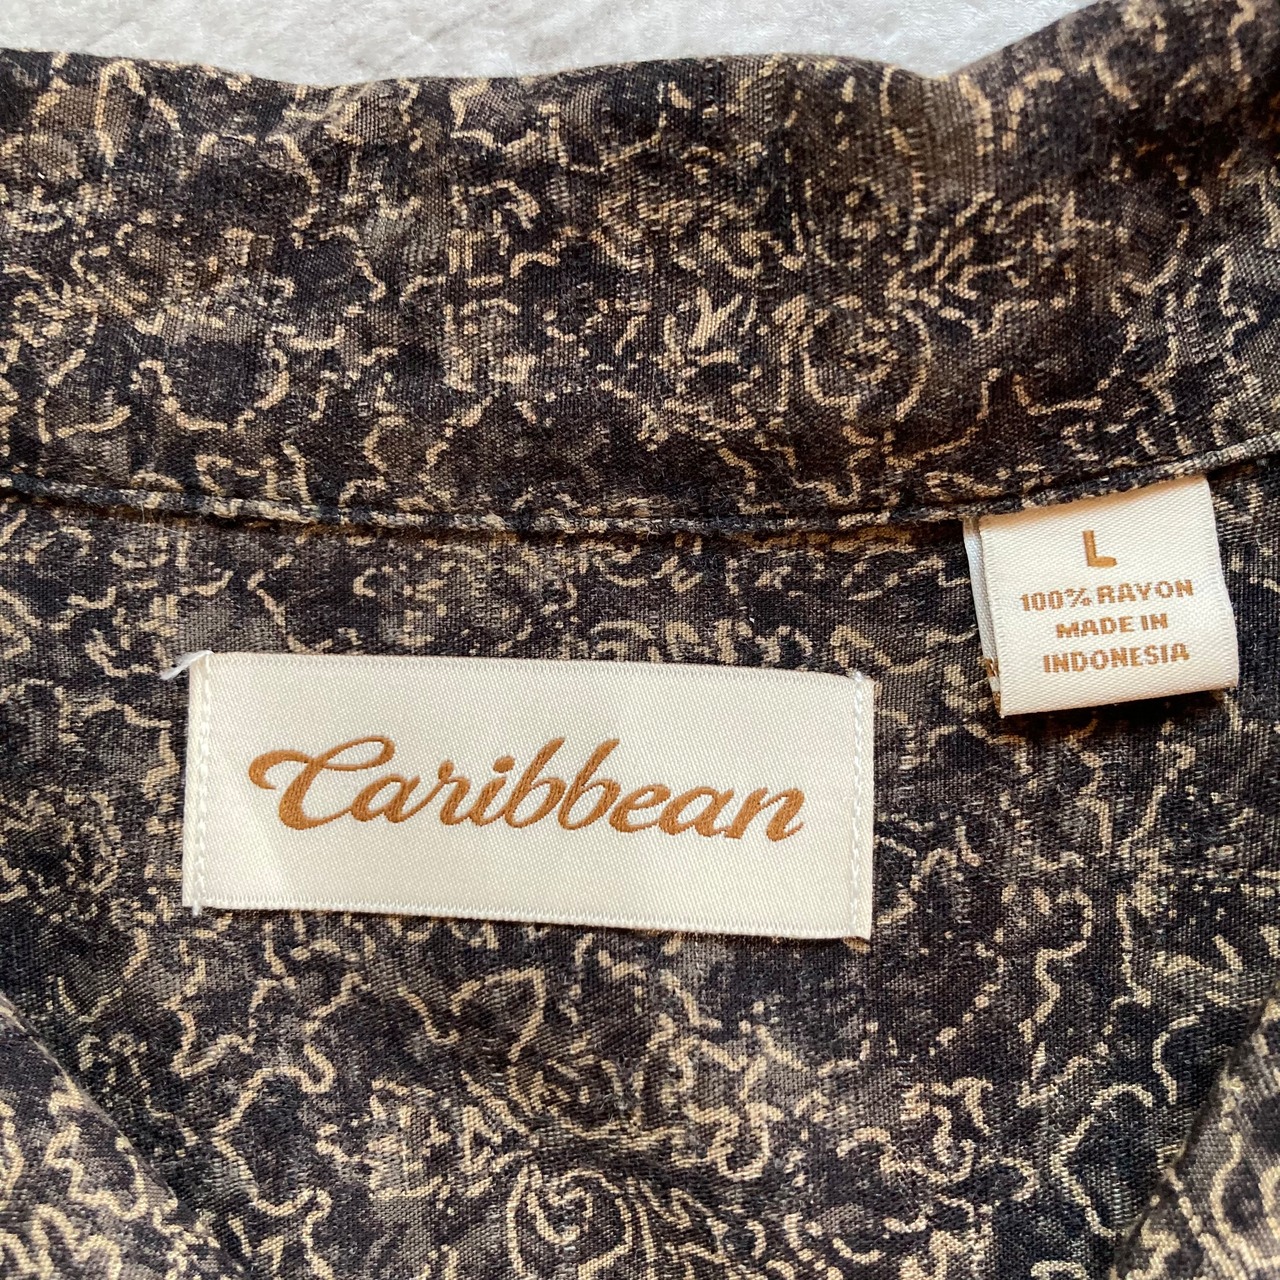 L
100% RAYON
MADE IN
INDONESIA
Caribbean